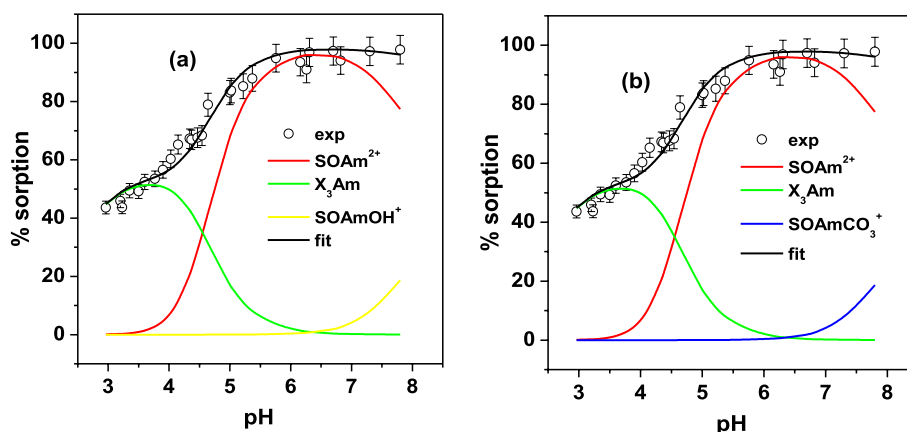 (a)
exp
SOAm²⁺
X₃Am
SOAmOH⁺
fit
% sorption
100
80
60
40
20
0
3 4 5 6 7 8
pH
(b)
exp
SOAm²⁺
X₃Am
SOAmCO₃⁺
fit
% sorption
100
80
60
40
20
0
3 4 5 6 7 8
pH